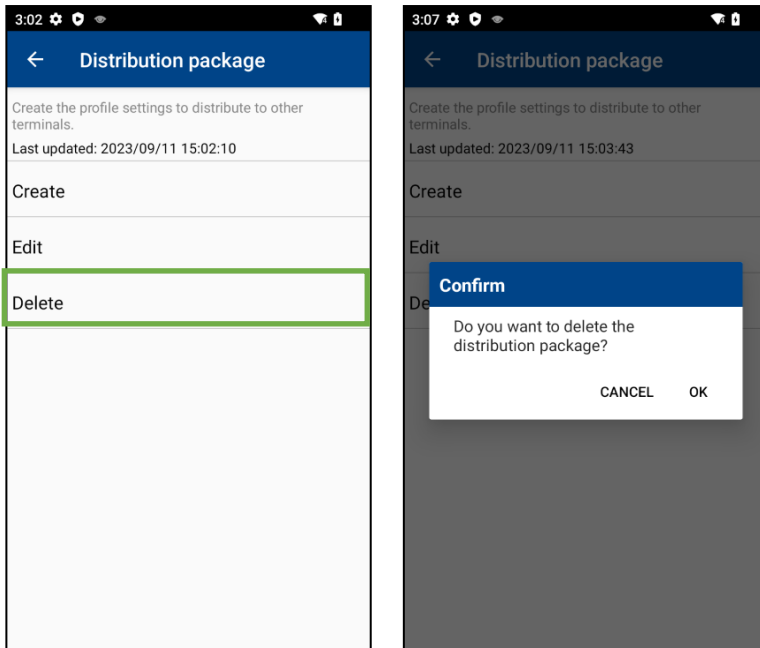 3:02
Distribution package
Create the profile settings to distribute to other
terminals.
Last updated: 2023/09/11 15:02:10
Create
Edit
Delete
3:07
Distribution package
Create the profile settings to distribute to other
terminals.
Last updated: 2023/09/11 15:03:43
Create
Edit
De
Confirm
Do you want to delete the
distribution package?
CANCEL OK